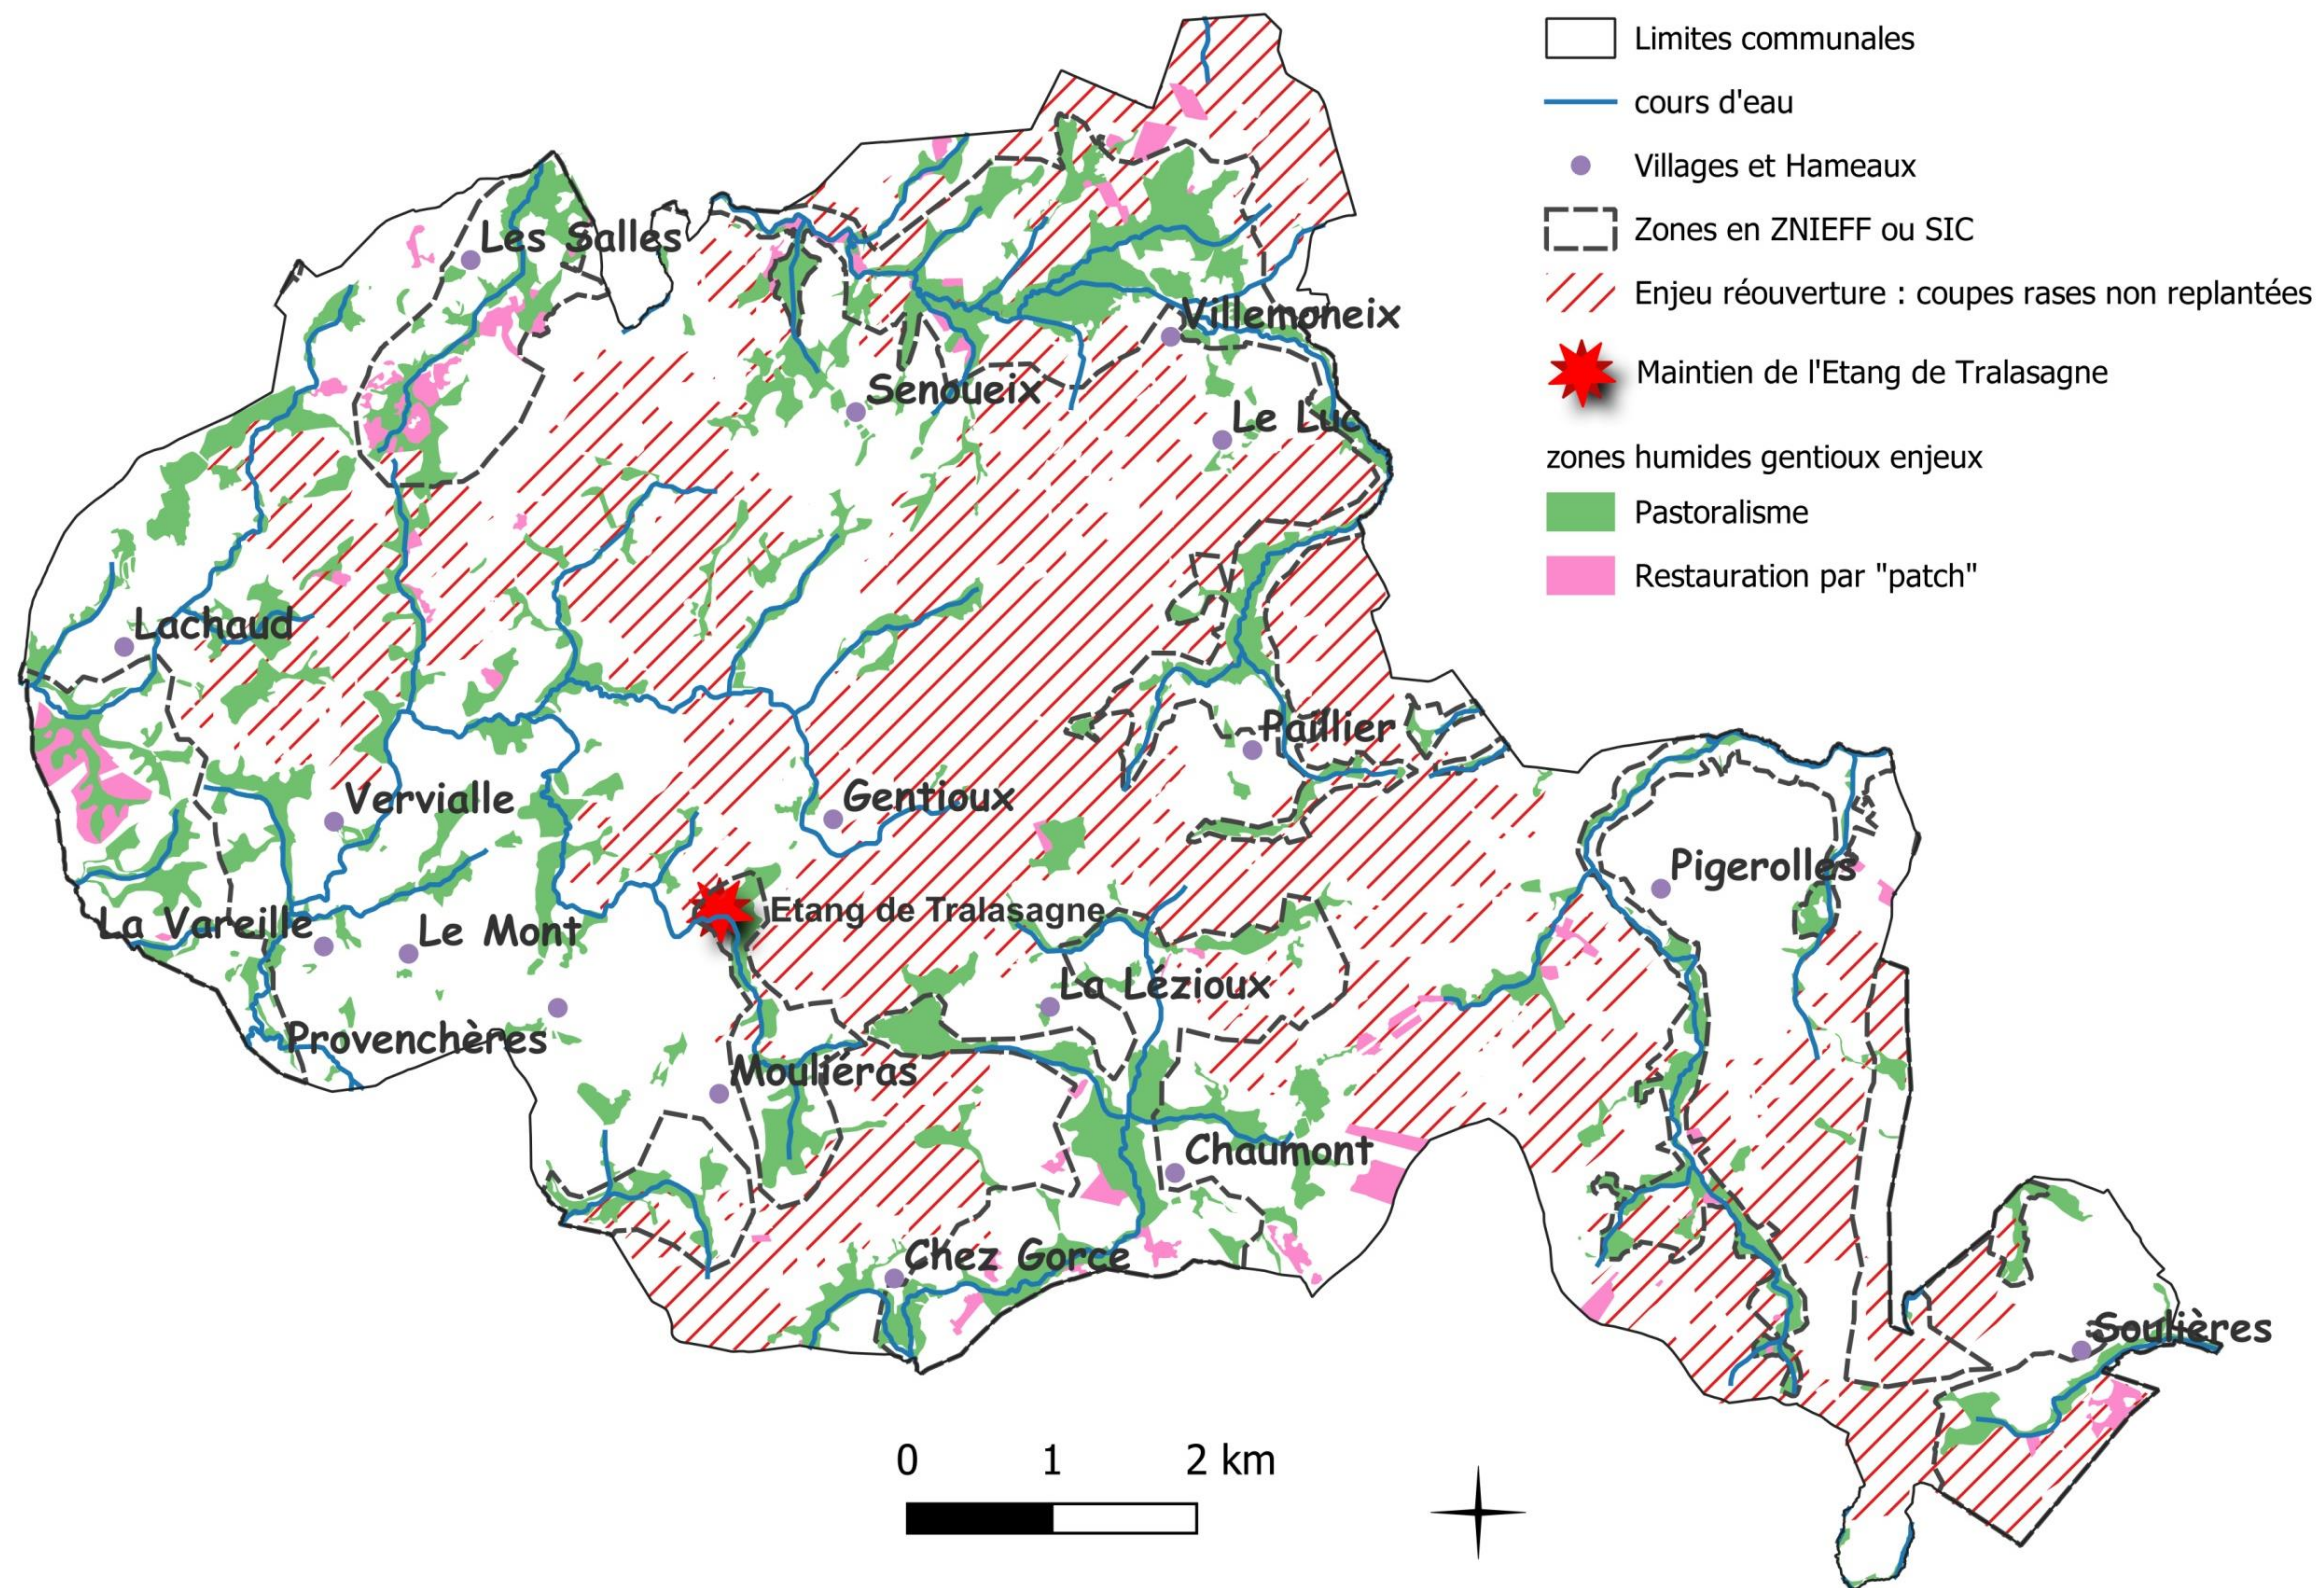 Limites communales
cours d'eau
Villages et Hameaux
Zones en ZNIEFF ou SIC
Enjeu réouverture : coupes rases non replantées
Maintien de l'Etang de Tralasagne
zones humides gentioux enjeux
Pastoralisme
Restauration par "patch"
Les Salles
Villemoneix
Senoueix
Le Luc
Lachaud
Paillier
Vervialle
Gentioux
Pigerolles
Etang de Tralasagne
La Vareille
Le Mont
La Lézioux
Provenchères
Moulièras
Chaumont
Chez Gorce
Soulières
0 1 2 km